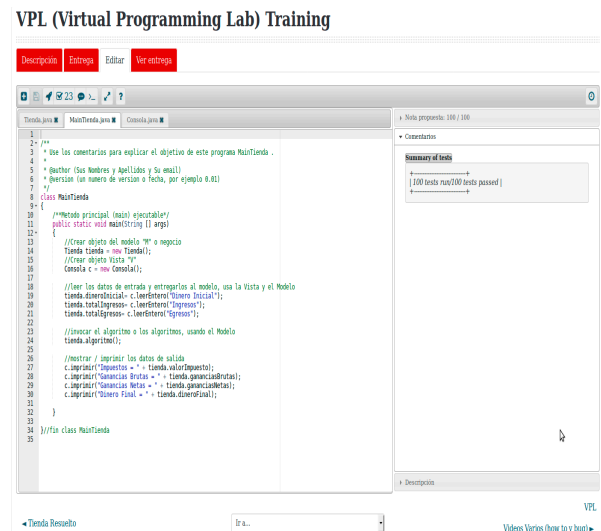 VPL (Virtual Programming Lab) Training
Descripción Entrega Editar Ver entrega
23 ?
Tienda.java MainTienda.java Consola.java
1
2 /**
3 * Use los comentarios para explicar el objetivo de este programa MainTienda .
4 *
5 * @author (Sus Nombres y Apellidos y Su email)
6 * @version (un numero de version o fecha, por ejemplo 0.01)
7 */
8 class MainTienda
9 {
10 /**Metodo principal (main) ejecutable*/
11 public static void main(String [] args)
12 {
13 //Crear objeto del modelo "M" o negocio
14 Tienda tienda = new Tienda();
15 //Crear objeto Vista "V"
16 Consola c = new Consola();
17
18 //leer los datos de entrada y entregarlos al modelo, usa la Vista y el Modelo
19 tienda.dineroInicial= c.leerEntero("Dinero Inicial");
20 tienda.totalIngresos= c.leerEntero("Ingresos");
21 tienda.totalEgresos= c.leerEntero("Egresos");
22
23 //invocar el algoritmo o los algoritmos, usando el Modelo
24 tienda.algoritmo();
25
26 //mostrar / imprimir los datos de salida
27 c.imprimir("Impuestos = " + tienda.valorImpuesto);
28 c.imprimir("Ganancias Brutas = " + tienda.gananciasBrutas);
29 c.imprimir("Ganancias Netas = " + tienda.gananciasNetas);
30 c.imprimir("Dinero Final = " + tienda.dineroFinal);
31
32 }
33
34 }//fin class MainTienda
35
Nota propuesta: 100 / 100
Comentarios
Summary of tests
+------------------------------+
| 100 tests run/100 tests passed |
+------------------------------+
Descripción
VPL
◄ Tienda Resuelto
Ir a...
Videos Varios (how to y bug) ►